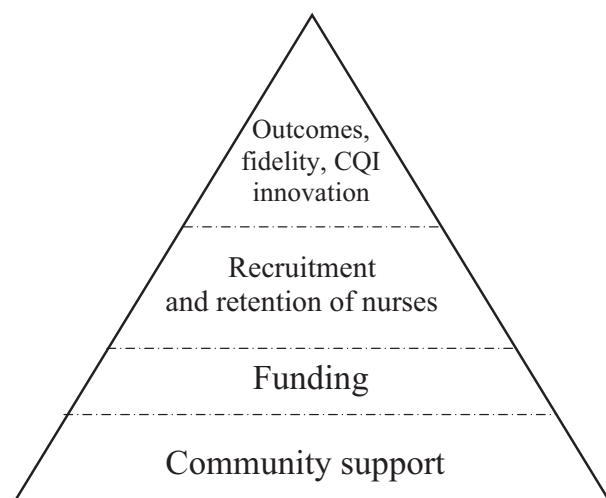 Outcomes,
fidelity, CQI
innovation
Recruitment
and retention of nurses
Funding
Community support